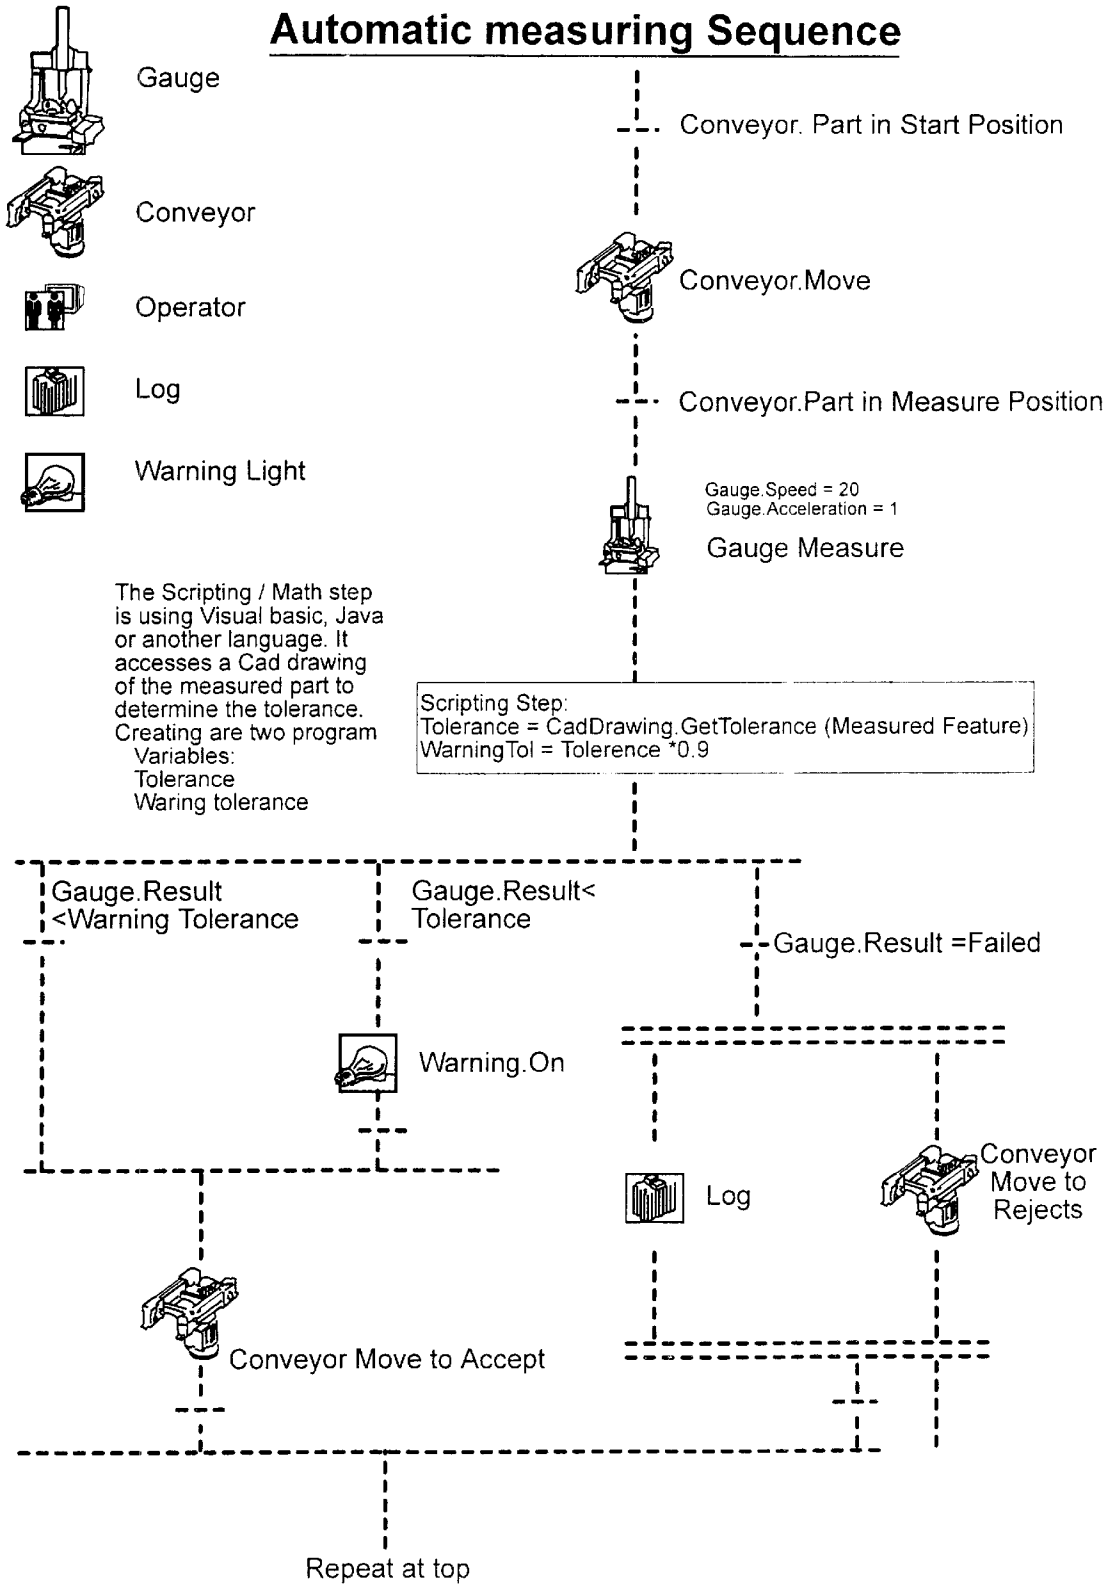 Automatic measuring Sequence
Gauge
Conveyor
Operator
Log
Warning Light
Conveyor. Part in Start Position
Conveyor.Move
Conveyor.Part in Measure Position
Gauge.Speed = 20
Gauge.Acceleration = 1
Gauge Measure
The Scripting / Math step
is using Visual basic, Java
or another language. It
accesses a Cad drawing
of the measured part to
determine the tolerance.
Creating are two program
Variables:
Tolerance
Waring tolerance
Scripting Step:
Tolerance = CadDrawing.GetTolerance (Measured Feature)
WarningTol = Tolerence *0.9
Gauge.Result
<Warning Tolerance
Gauge.Result<
Tolerance
Gauge.Result =Failed
Warning.On
Log
Conveyor
Move to
Rejects
Conveyor Move to Accept
Repeat at top